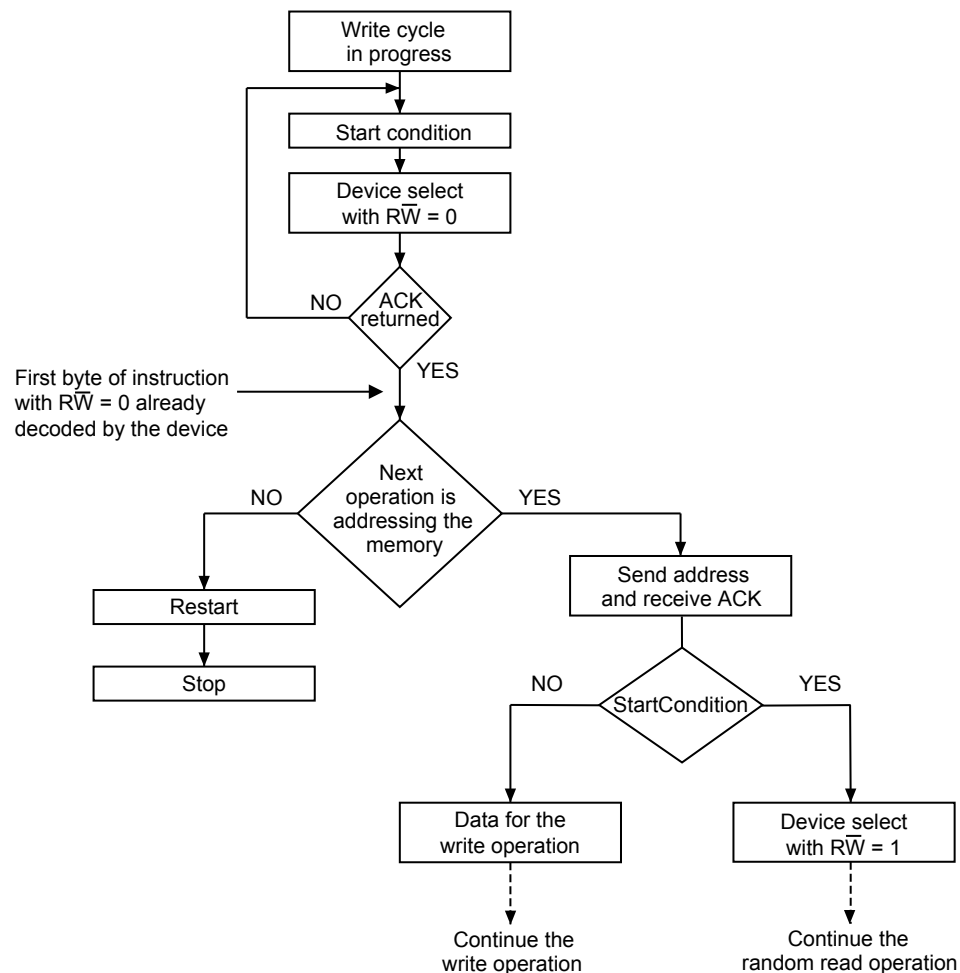 Write cycle
in progress
Start condition
Device select
with RW̅ = 0
NO
ACK
returned
YES
First byte of instruction
with RW̅ = 0 already
decoded by the device
NO
Next
operation is
addressing the
memory
YES
Send address
and receive ACK
Restart
Stop
NO
StartCondition
YES
Data for the
write operation
Device select
with RW̅ = 1
Continue the
write operation
Continue the
random read operation